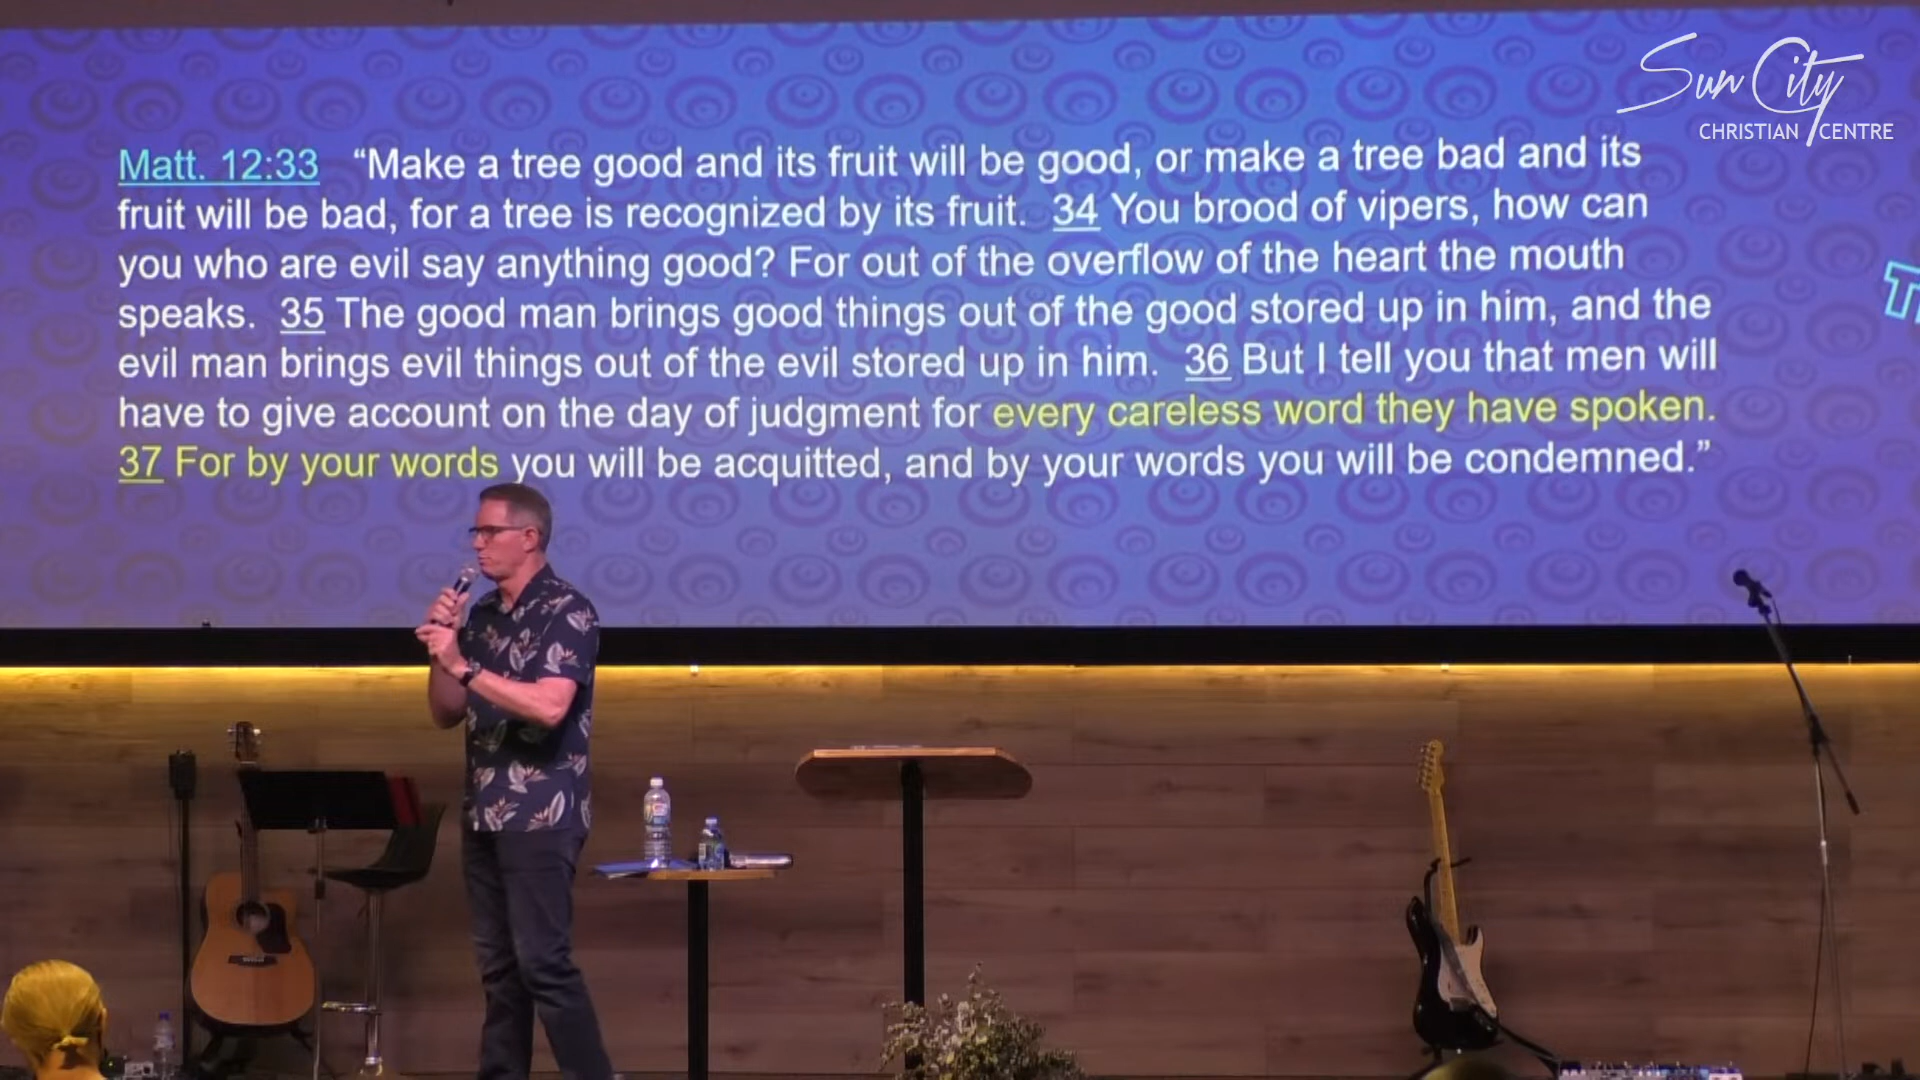 Sun City
CHRISTIAN CENTRE
Matt. 12:33 “Make a tree good and its fruit will be good, or make a tree bad and its
fruit will be bad, for a tree is recognized by its fruit. 34 You brood of vipers, how can
you who are evil say anything good? For out of the overflow of the heart the mouth
speaks. 35 The good man brings good things out of the good stored up in him, and the
evil man brings evil things out of the evil stored up in him. 36 But I tell you that men will
have to give account on the day of judgment for every careless word they have spoken.
37 For by your words you will be acquitted, and by your words you will be condemned.”